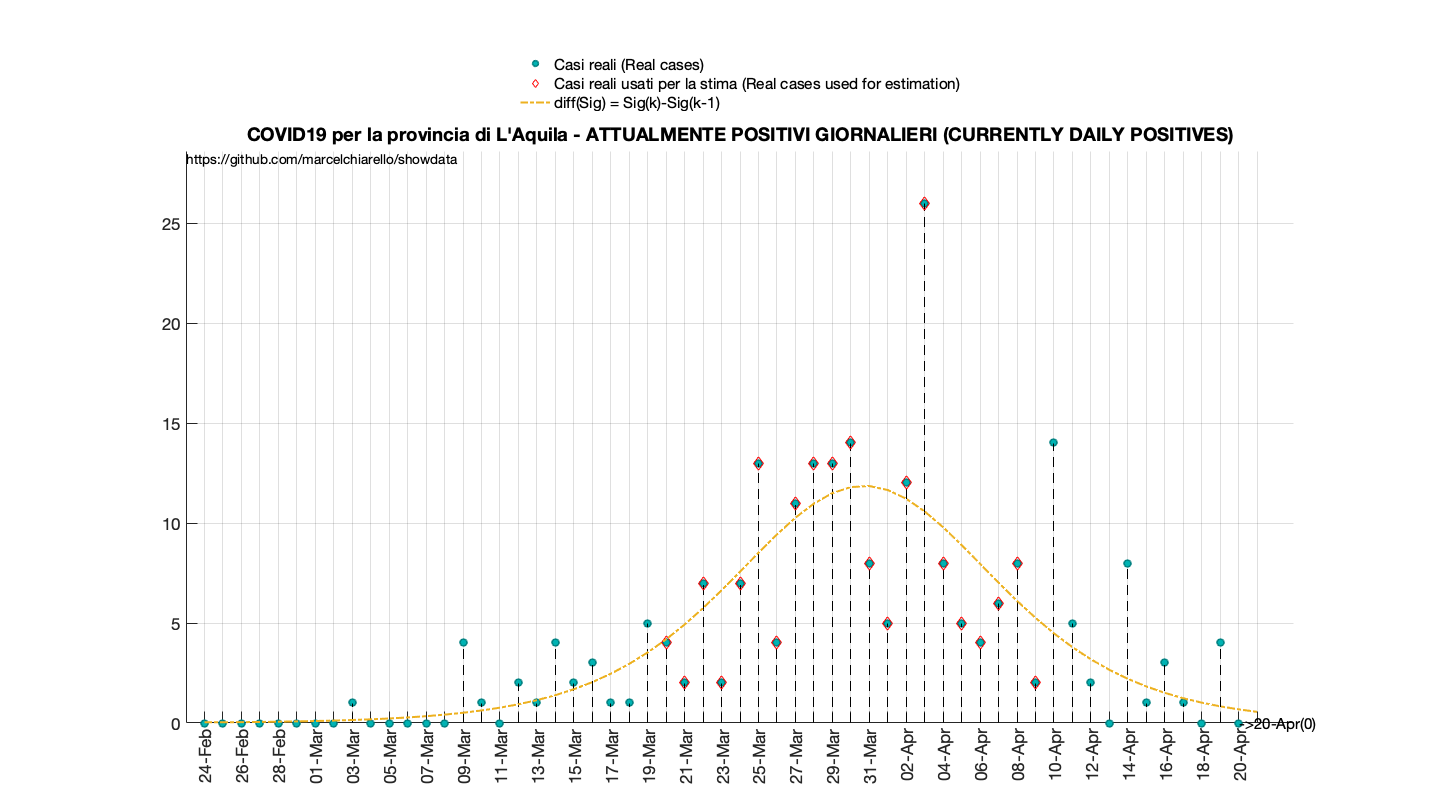 Casi reali (Real cases)
Casi reali usati per la stima (Real cases used for estimation)
diff(Sig) = Sig(k)-Sig(k-1)
COVID19 per la provincia di L'Aquila - ATTUALMENTE POSITIVI GIORNALIERI (CURRENTLY DAILY POSITIVES)
https://github.com/marcelchiarello/showdata
25
20
15
10
5
0
->20-Apr(0)
24-Feb
26-Feb
28-Feb
01-Mar
03-Mar
05-Mar
07-Mar
09-Mar
11-Mar
13-Mar
15-Mar
17-Mar
19-Mar
21-Mar
23-Mar
25-Mar
27-Mar
29-Mar
31-Mar
02-Apr
04-Apr
06-Apr
08-Apr
10-Apr
12-Apr
14-Apr
16-Apr
18-Apr
20-Apr